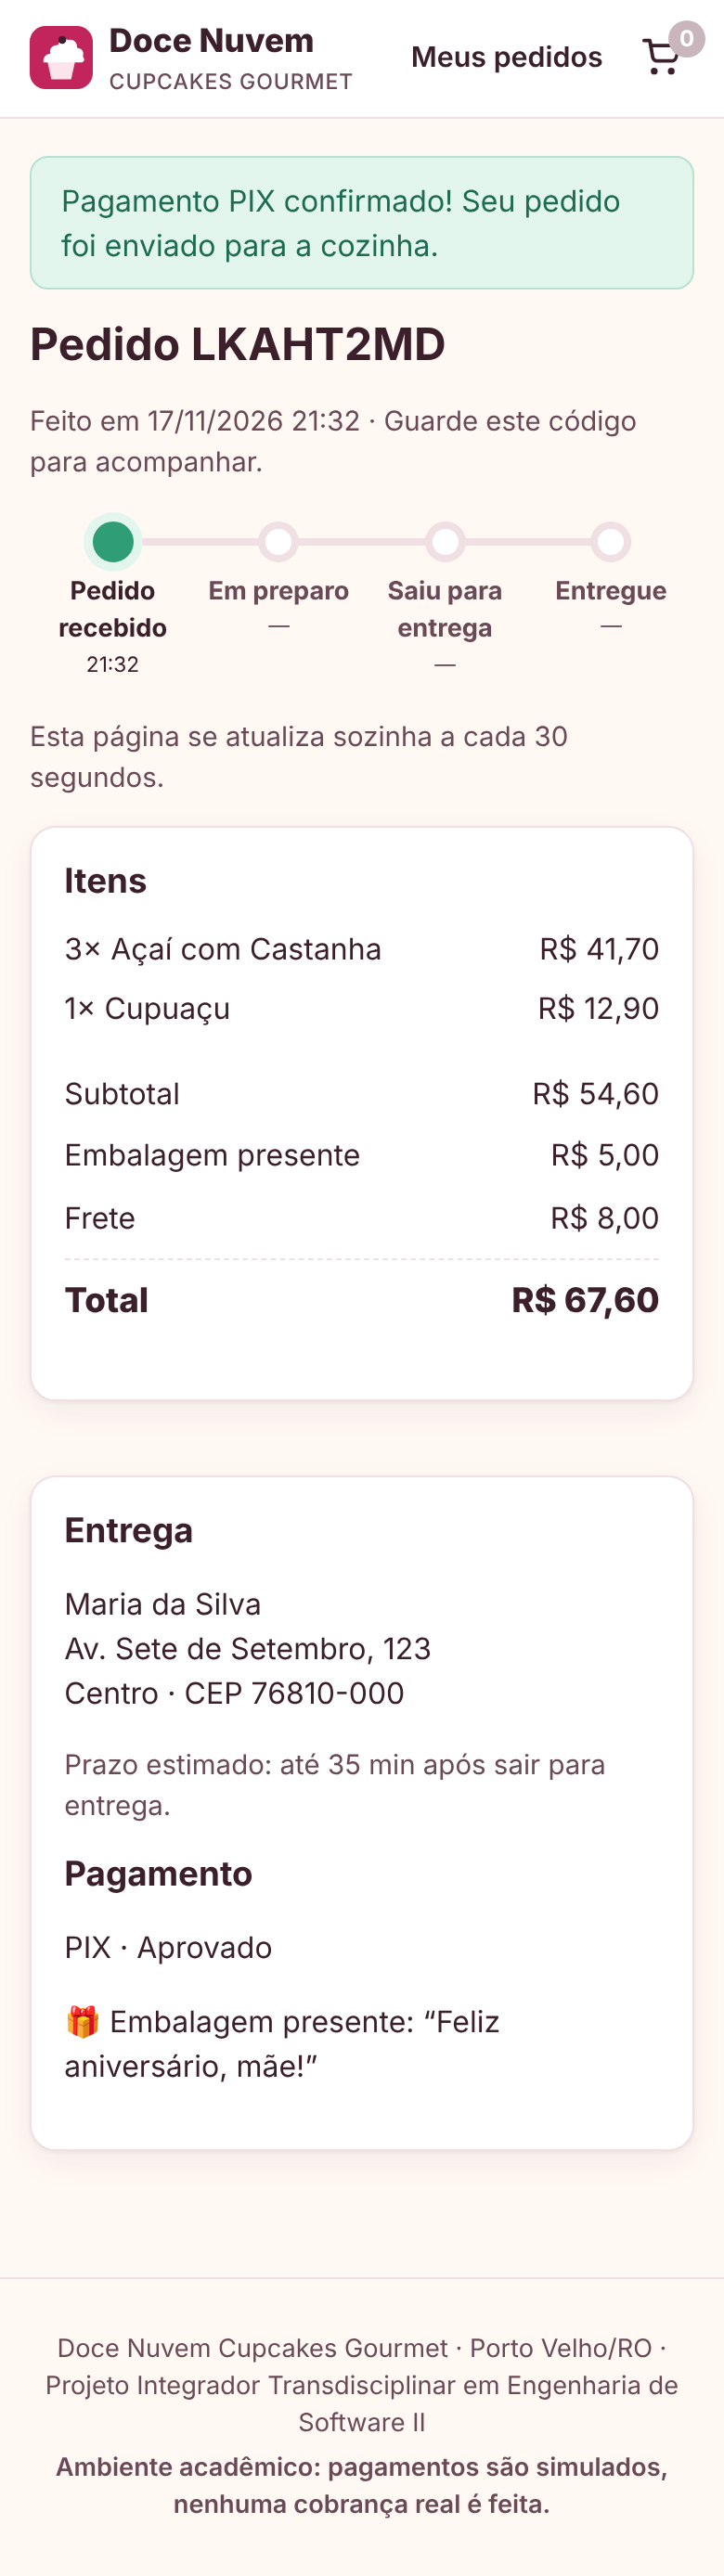 Doce Nuvem
CUPCAKES GOURMET
Meus pedidos
0
Pagamento PIX confirmado! Seu pedido
foi enviado para a cozinha.
Pedido LKAHT2MD
Feito em 17/11/2026 21:32 · Guarde este código
para acompanhar.
Pedido
recebido
21:32
Em preparo
—
Saiu para
entrega
—
Entregue
—
Esta página se atualiza sozinha a cada 30
segundos.
Itens
3× Açaí com Castanha R$ 41,70
1× Cupuaçu R$ 12,90
Subtotal R$ 54,60
Embalagem presente R$ 5,00
Frete R$ 8,00
Total R$ 67,60
Entrega
Maria da Silva
Av. Sete de Setembro, 123
Centro · CEP 76810-000
Prazo estimado: até 35 min após sair para
entrega.
Pagamento
PIX · Aprovado
🎁 Embalagem presente: “Feliz
aniversário, mãe!”
Doce Nuvem Cupcakes Gourmet · Porto Velho/RO ·
Projeto Integrador Transdisciplinar em Engenharia de
Software II
Ambiente acadêmico: pagamentos são simulados,
nenhuma cobrança real é feita.